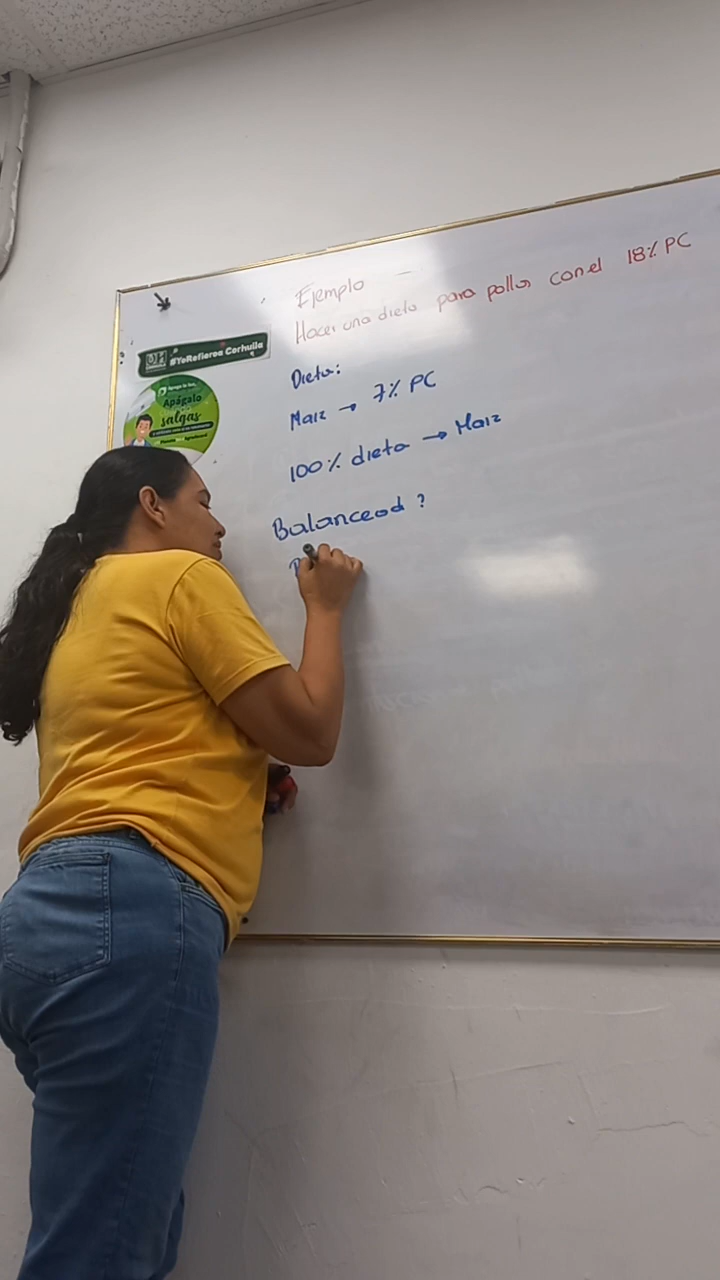 Ejemplo
Hacer una dieta para pollos con el 18% PC
#YoRefieroa Corhuila
Apágalo
salgas
Dieta:
Maiz → 7% PC
100% dieta → Maiz
Balancead ?